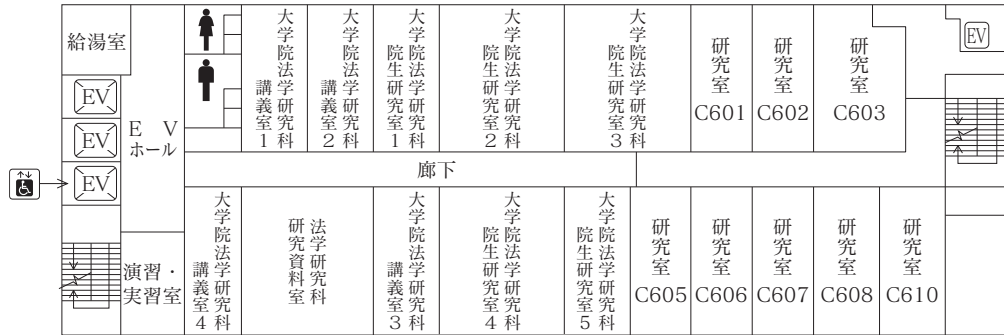 給湯室
EV
EV
EV
E V
ホール
大学院法学研究科
講義室1
大学院法学研究科
講義室2
大学院法学研究科
院生研究室1
大学院法学研究科
院生研究室2
大学院法学研究科
院生研究室3
研究室
C601
研究室
C602
研究室
C603
EV
廊下
演習・
実習室
大学院法学研究科
講義室4
法学研究科
研究資料室
大学院法学研究科
講義室3
大学院法学研究科
院生研究室4
大学院法学研究科
院生研究室5
研究室
C605
研究室
C606
研究室
C607
研究室
C608
研究室
C610